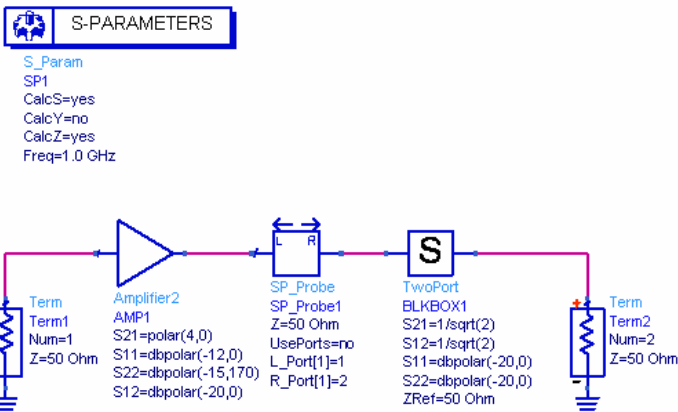 S-PARAMETERS
S_Param
SP1
CalcS=yes
CalcY=no
CalcZ=yes
Freq=1.0 GHz
Term
Term1
Num=1
Z=50 Ohm
Amplifier2
AMP1
S21=polar(4,0)
S11=dbpolar(-12,0)
S22=dbpolar(-15,170)
S12=dbpolar(-20,0)
L R
SP_Probe
SP_Probe1
Z=50 Ohm
UsePorts=no
L_Port[1]=1
R_Port[1]=2
S
TwoPort
BLKBOX1
S21=1/sqrt(2)
S12=1/sqrt(2)
S11=dbpolar(-20,0)
S22=dbpolar(-20,0)
ZRef=50 Ohm
Term
Term2
Num=2
Z=50 Ohm